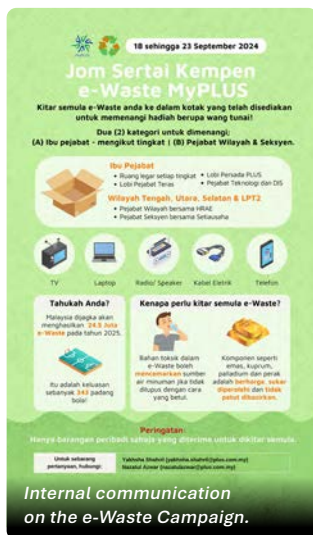 18 sehingga 23 September 2024
Jom Sertai Kempen
e-Waste MyPLUS
Kitar semula e-Waste anda ke dalam kotak yang telah disediakan
untuk memenangi hadiah berupa wang tunai!
Dua (2) kategori untuk dimenangi;
(A) Ibu pejabat - mengikut tingkat | (B) Pejabat Wilayah & Seksyen.
Ibu Pejabat
• Ruang legar setiap tingkat
• Lobi Pejabat Teras
• Lobi Persada PLUS
• Pejabat Teknologi dan DIS
Wilayah Tengah, Utara, Selatan & LPT2
• Pejabat Wilayah bersama HRAE
• Pejabat Seksyen bersama Setiausaha
TV
Laptop
Radio/ Speaker
Kabel Eletrik
Telefon
Tahukah Anda?
Malaysia dijagka akan
menghasilkan 24.5 Juta
e-Waste pada tahun 2025.
Itu adalah keluasan
sebanyak 343 padang
bola!
Kenapa perlu kitar semula e-Waste?
Bahan toksik dalam
e-Waste boleh
mencemarkan sumber
air minuman jika tidak
dilupus dengan cara
yang betul.
Komponen seperti
emas, kuprum,
palladium dan perak
adalah berharga, sukar
diperolehi dan tidak
patut dibazirkan.
Peringatan:
Hanya barangan peribadi sahaja yang diterima untuk dikitar semula.
Untuk sebarang
pertanyaan, hubungi:
Internal communication
on the e-Waste Campaign.